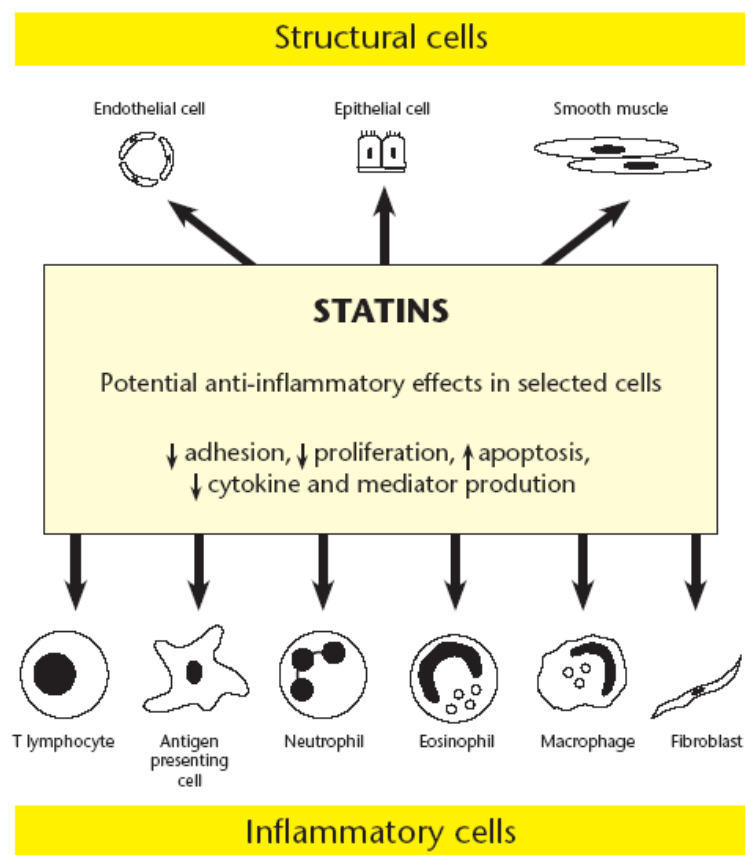 Structural cells
Endothelial cell
Epithelial cell
Smooth muscle
STATINS
Potential anti-inflammatory effects in selected cells
↓ adhesion, ↓ proliferation, ↑ apoptosis,
↓ cytokine and mediator prodution
T lymphocyte
Antigen
presenting
cell
Neutrophil
Eosinophil
Macrophage
Fibroblast
Inflammatory cells